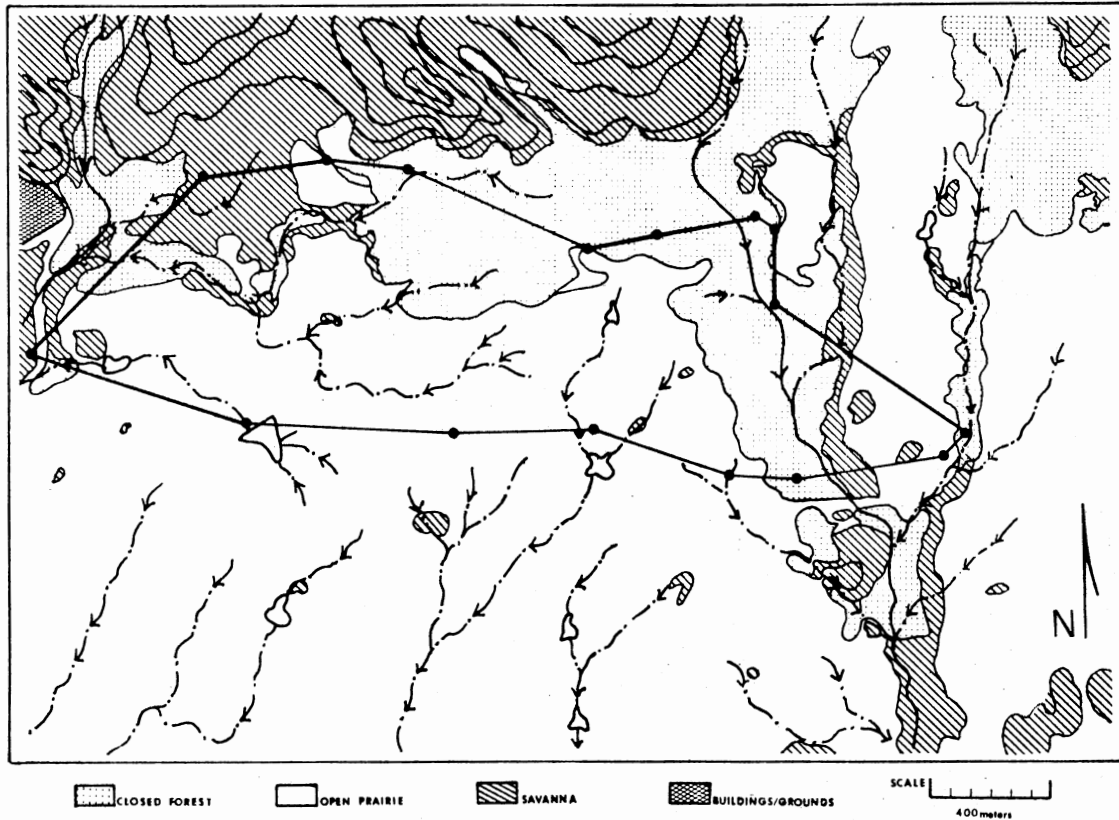 N
CLOSED FOREST
OPEN PRAIRIE
SAVANNA
BUILDINGS/GROUNDS
SCALE
400 meters